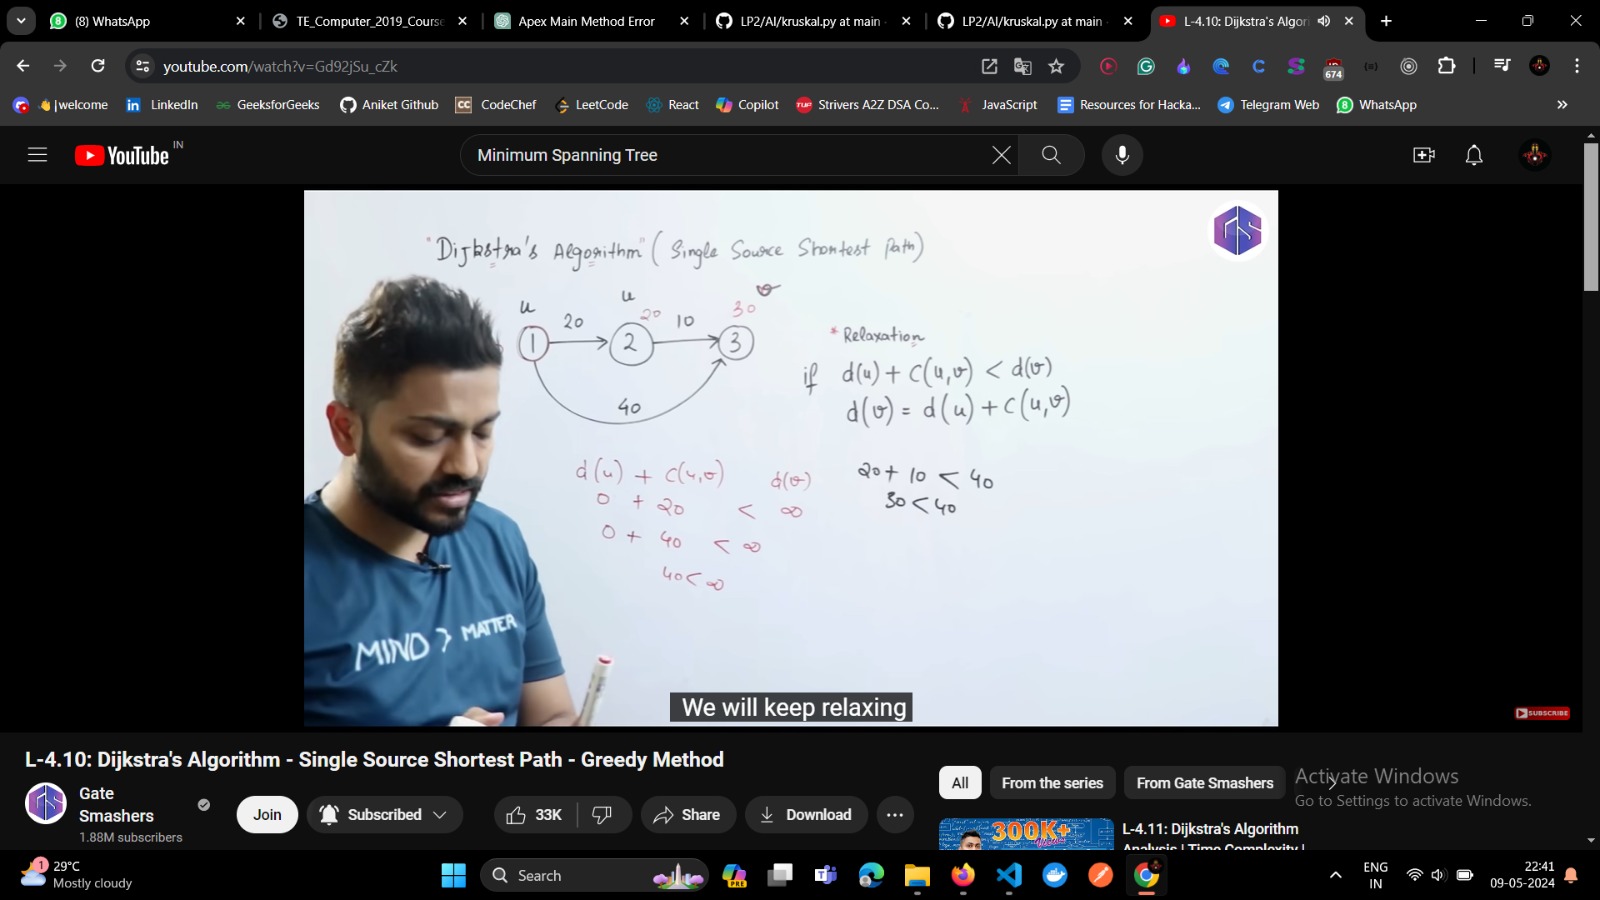 (8) WhatsApp
TE_Computer_2019_Course
Apex Main Method Error
LP2/AI/kruskal.py at main
LP2/AI/kruskal.py at main
L-4.10: Dijkstra's Algori
youtube.com/watch?v=Gd92jSu_cZk
674
|welcome
LinkedIn
GeeksforGeeks
Aniket Github
CodeChef
LeetCode
React
Copilot
Strivers A2Z DSA Co...
JavaScript
Resources for Hacka...
Telegram Web
WhatsApp
YouTube IN
Minimum Spanning Tree
"Dijkstra's Algorithm" (Single Source Shortest Path)
u
u
v
20
20
10
30
1
2
3
40
* Relaxation
if d(u) + c(u,v) < d(v)
d(v) = d(u) + c(u,v)
d(u) + c(u,v) d(v)
0 + 20 < ∞
0 + 40 < ∞
40 < ∞
20 + 10 < 40
30 < 40
MIND > MATTER
We will keep relaxing
SUBSCRIBE
L-4.10: Dijkstra's Algorithm - Single Source Shortest Path - Greedy Method
Gate
Smashers
1.88M subscribers
Join
Subscribed
33K
Share
Download
All
From the series
From Gate Smashers
Activate Windows
Go to Settings to activate Windows.
300K+
L-4.11: Dijkstra's Algorithm
Analysis | Time Complexity |
1
29°C
Mostly cloudy
Search
PRE
ENG
IN
22:41
09-05-2024